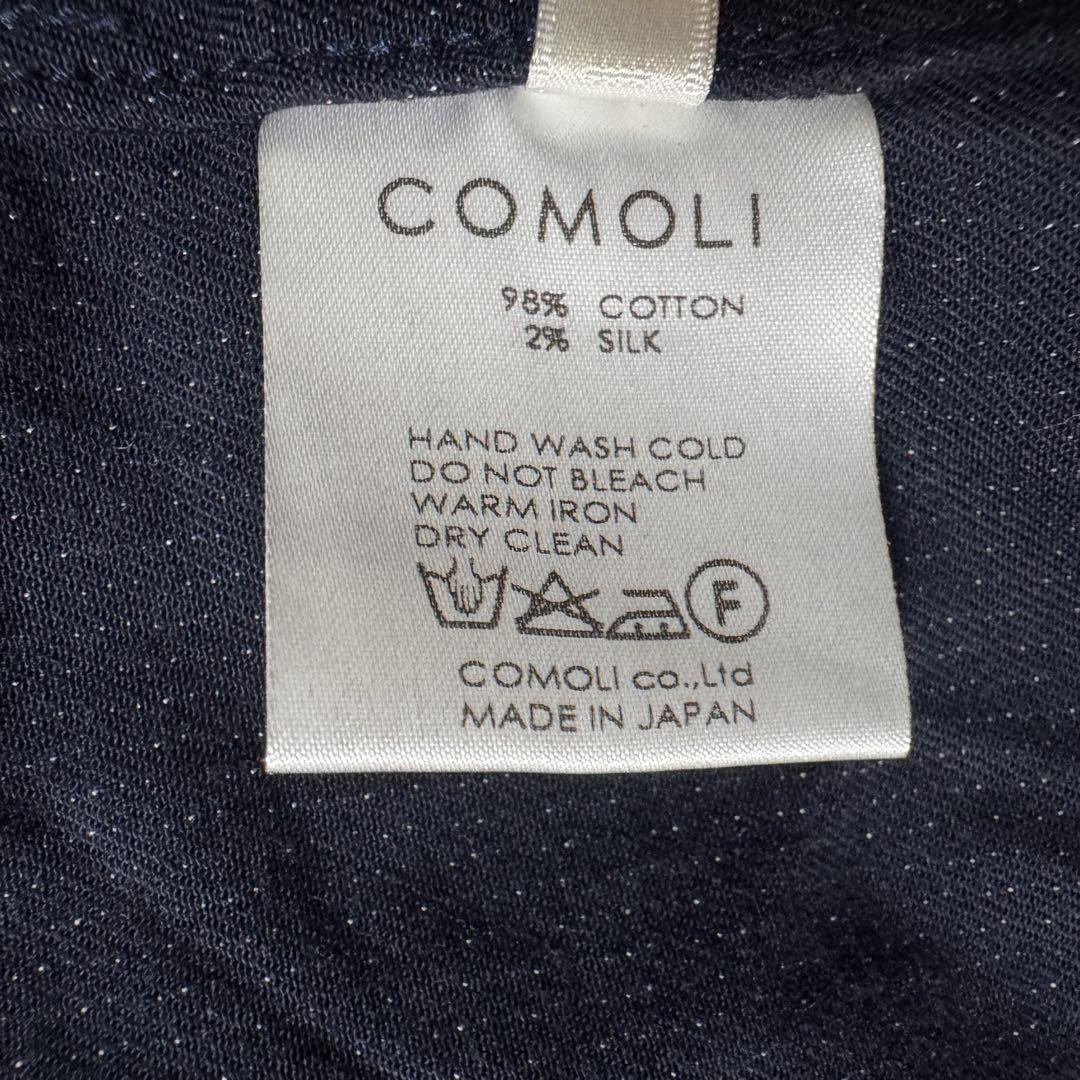 COMOLI
98% COTTON
2% SILK
HAND WASH COLD
DO NOT BLEACH
WARM IRON
DRY CLEAN
F
COMOLI co.,Ltd
MADE IN JAPAN